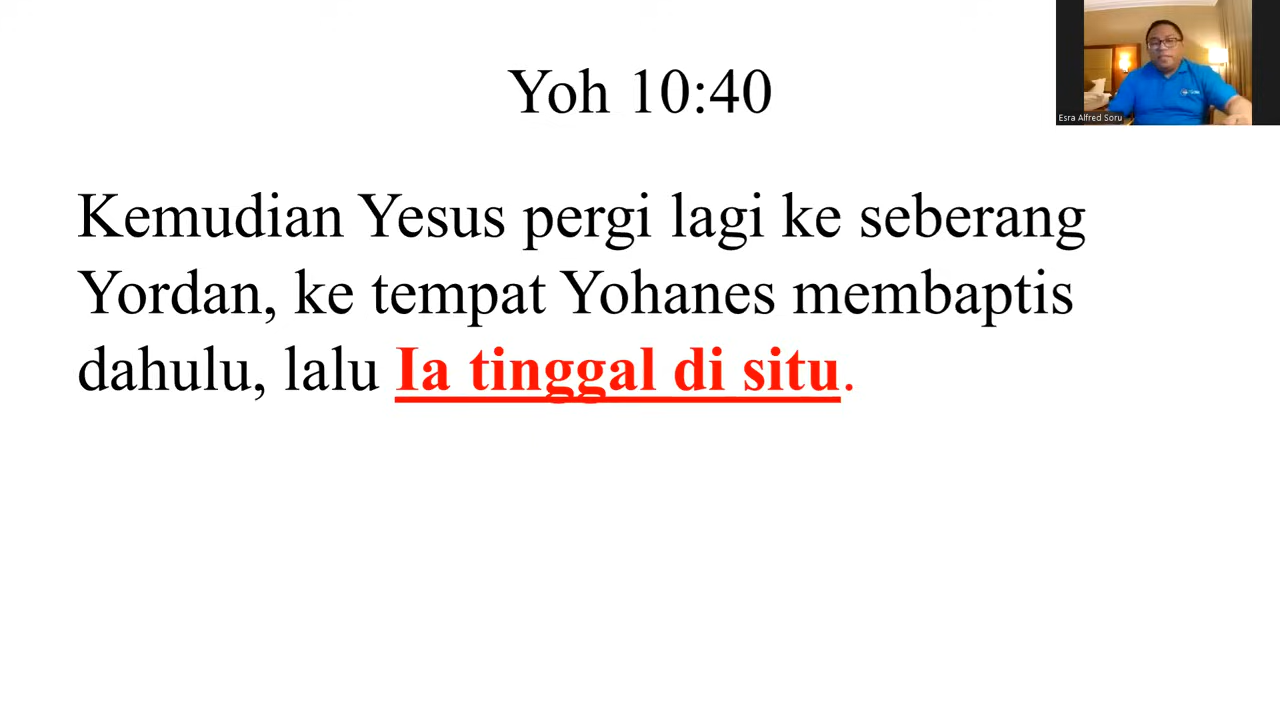 Yoh 10:40
Esra Alfred Soru
Kemudian Yesus pergi lagi ke seberang
Yordan, ke tempat Yohanes membaptis
dahulu, lalu Ia tinggal di situ.